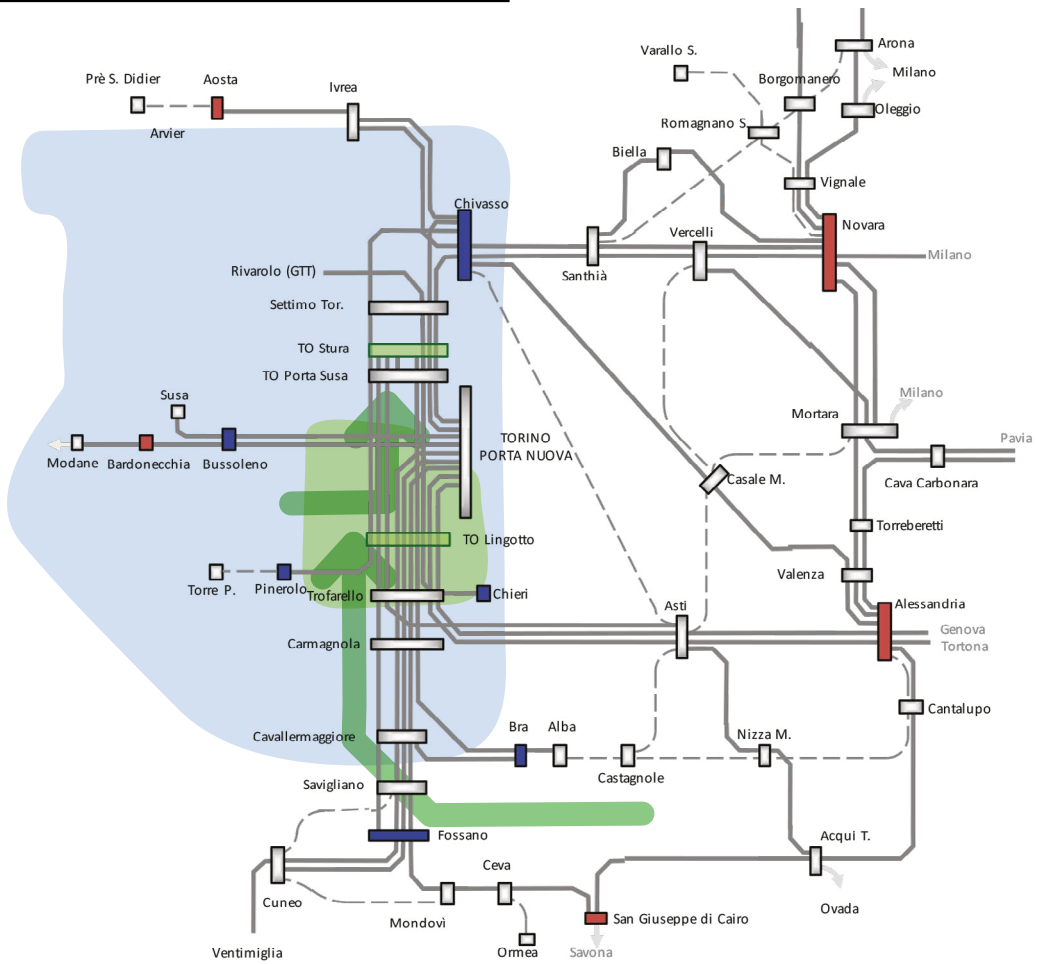 Arona
Varallo S.
Milano
Prè S. Didier
Aosta
Ivrea
Borgomanero
Oleggio
Arvier
Romagnano S.
Biella
Vignale
Chivasso
Novara
Vercelli
Milano
Rivarolo (GTT)
Santhià
Settimo Tor.
TO Stura
TO Porta Susa
Susa
Milano
Mortara
TORINO
PORTA NUOVA
Pavia
Modane
Bardonecchia
Bussoleno
Casale M.
Cava Carbonara
Torreberetti
TO Lingotto
Valenza
Torre P.
Pinerolo
Trofarello
Chieri
Asti
Alessandria
Genova
Carmagnola
Tortona
Cantalupo
Cavallermaggiore
Bra
Alba
Nizza M.
Castagnole
Savigliano
Fossano
Acqui T.
Ceva
Cuneo
Mondovì
San Giuseppe di Cairo
Ovada
Ventimiglia
Ormea
Savona